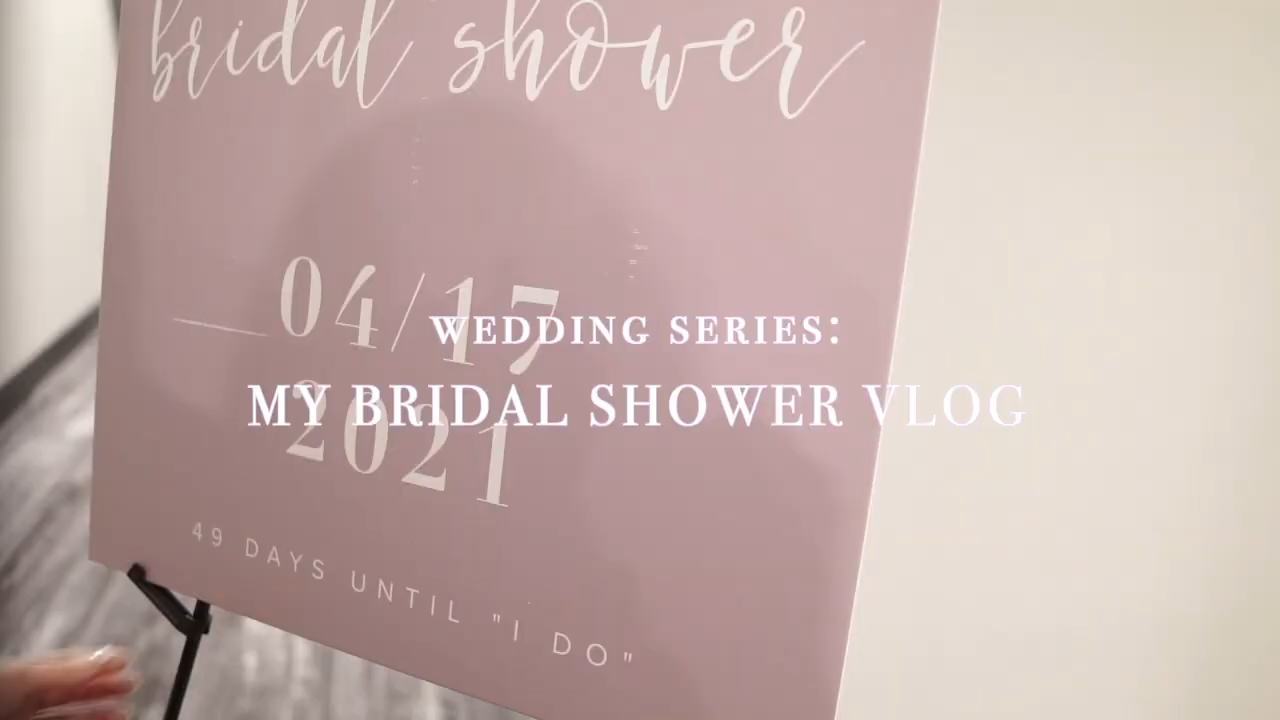 bridal shower
04/17
WEDDING SERIES:
MY BRIDAL SHOWER VLOG
2021
49 DAYS UNTIL "I DO"